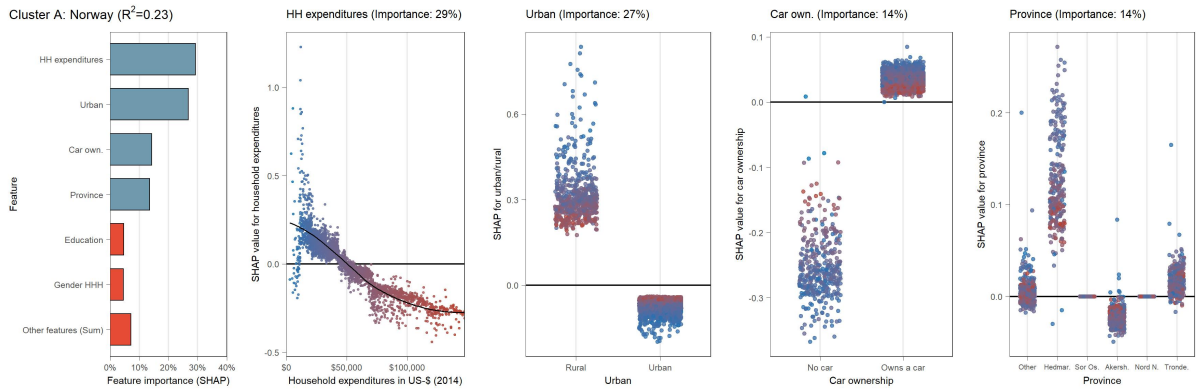 Cluster A: Norway (R²=0.23)
Feature
HH expenditures
Urban
Car own.
Province
Education
Gender HHH
Other features (Sum)
0% 10% 20% 30% 40%
Feature importance (SHAP)
HH expenditures (Importance: 29%)
SHAP value for household expenditures
1.0
0.5
0.0
-0.5
$0 $50,000 $100,000
Household expenditures in US-$ (2014)
Urban (Importance: 27%)
SHAP for urban/rural
0.6
0.3
0.0
Rural Urban
Urban
Car own. (Importance: 14%)
SHAP value for car ownership
0.1
0.0
-0.1
-0.2
-0.3
No car Owns a car
Car ownership
Province (Importance: 14%)
SHAP value for province
0.2
0.1
0.0
Other Hedmar. Sor Os. Akersh. Nord N. Tronde.
Province